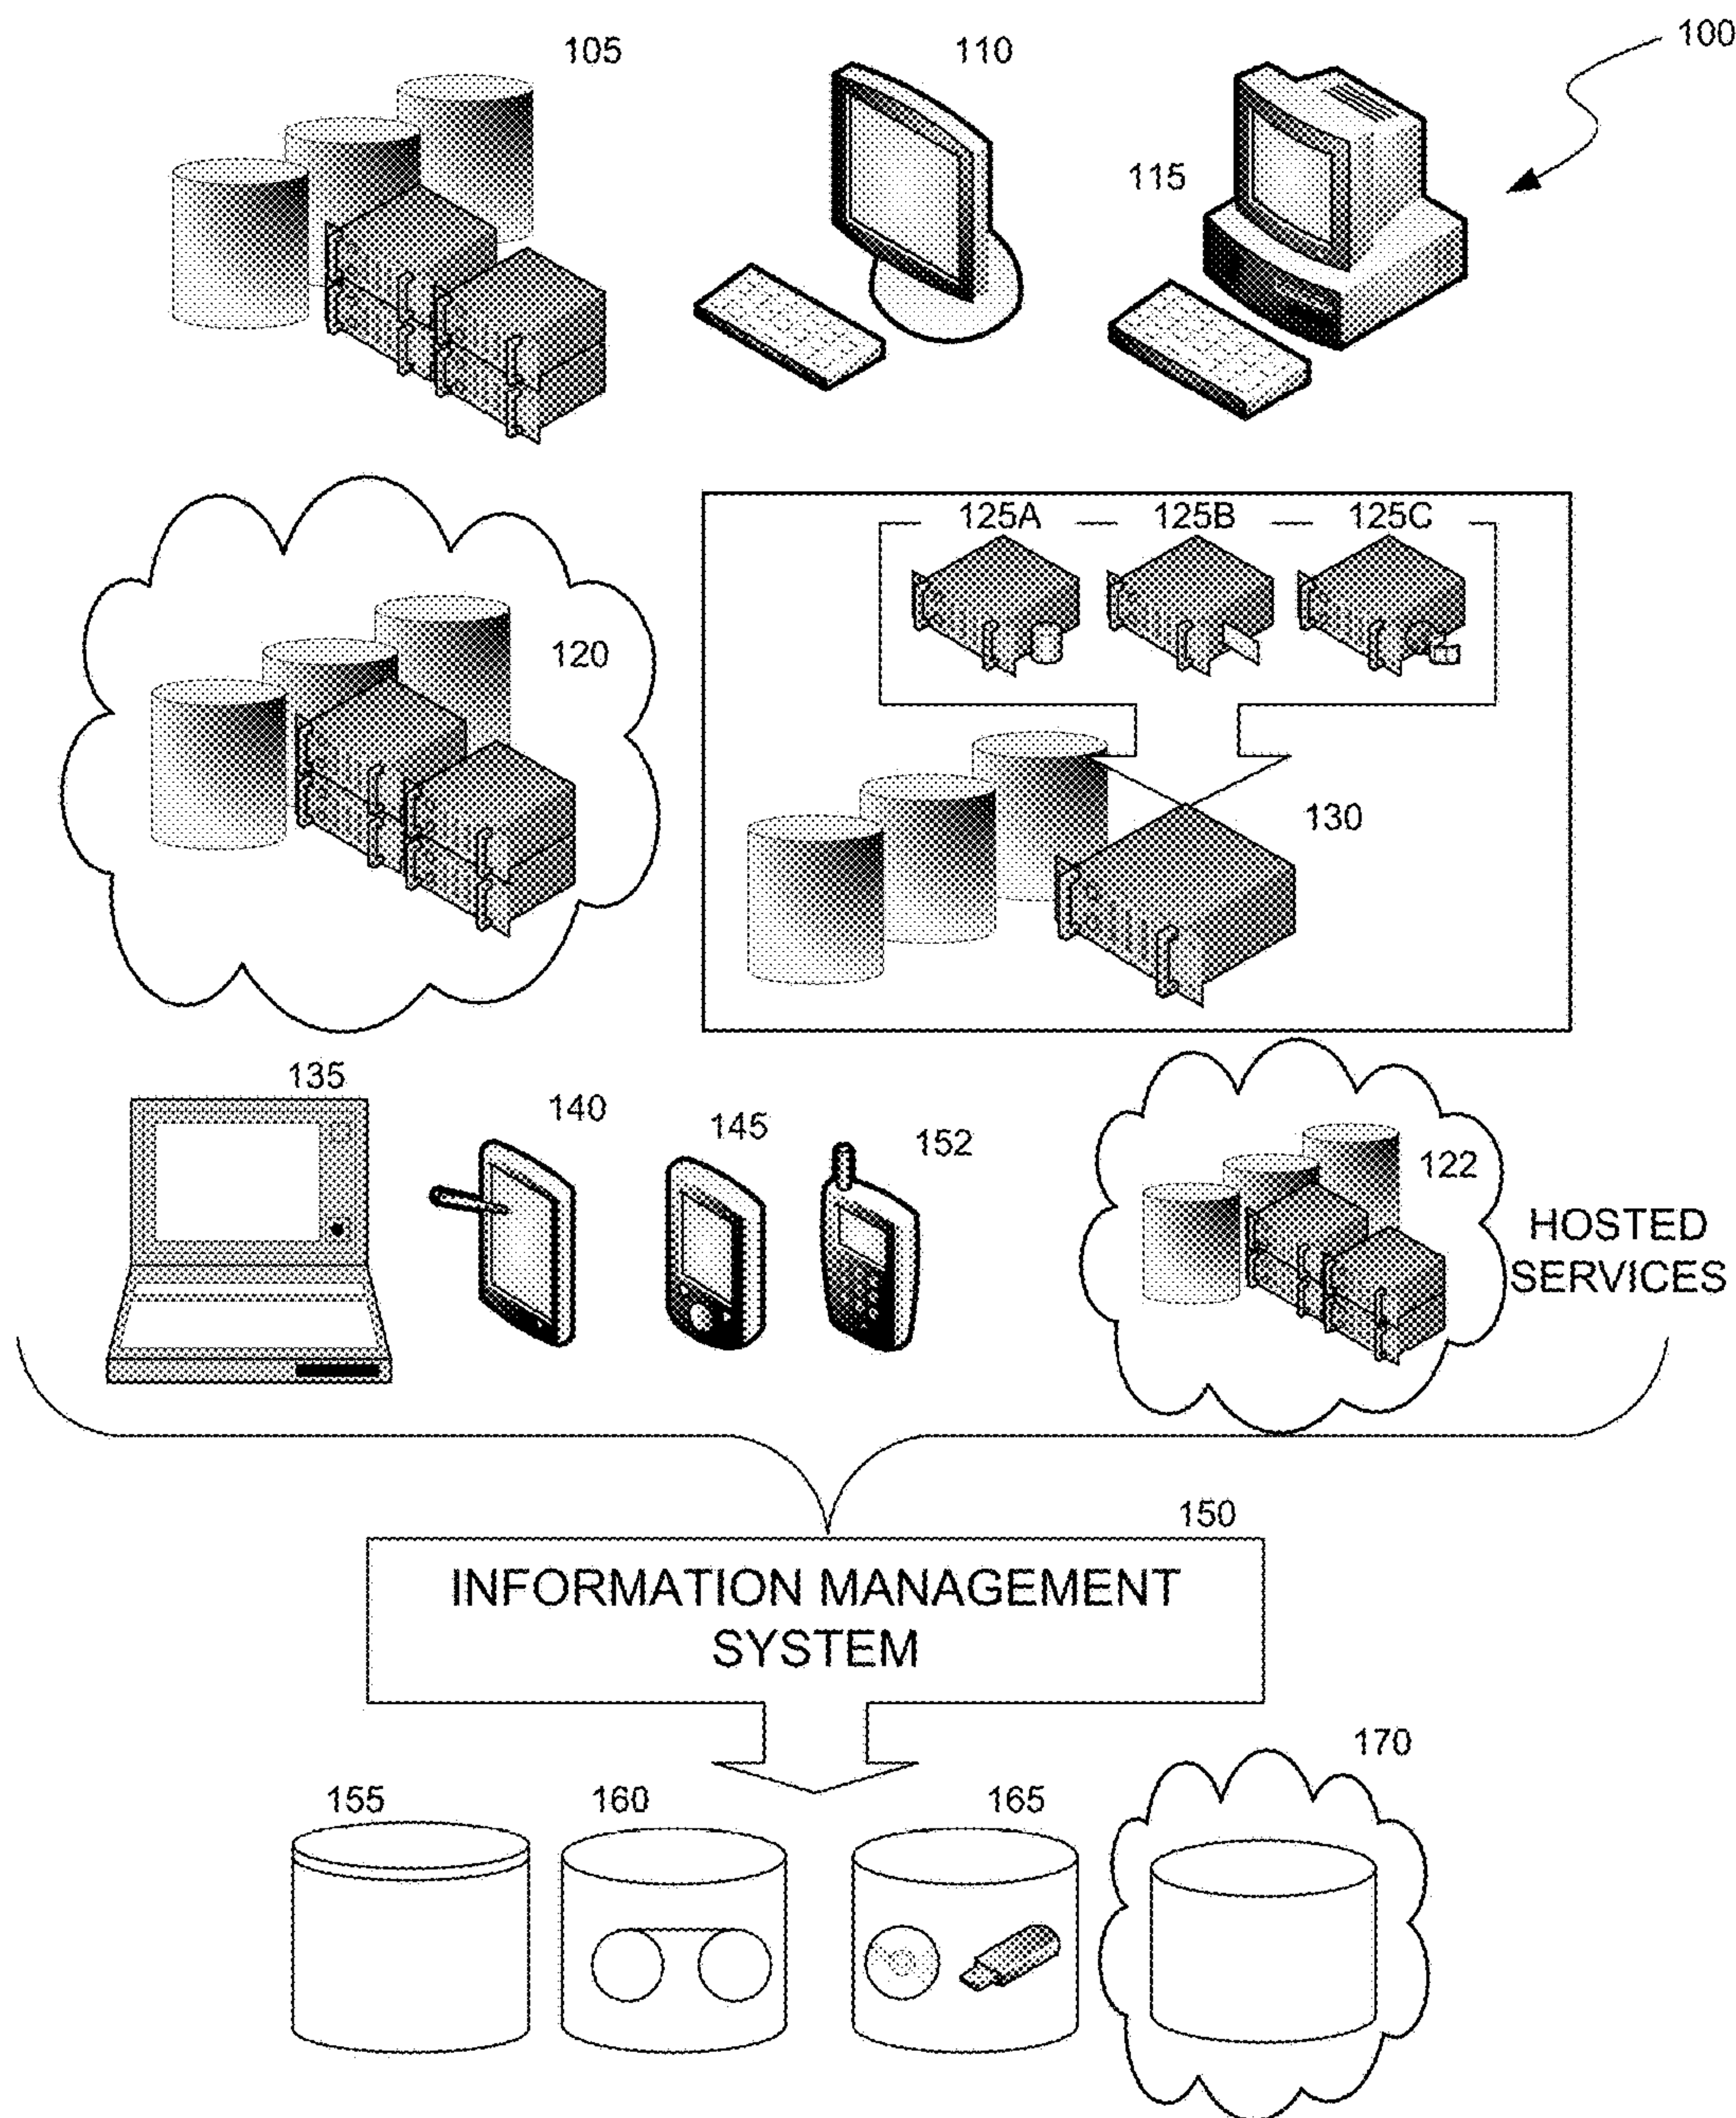 100
105
110
115
125A
125B
125C
120
130
135
140
145
152
122
HOSTED
SERVICES
150
INFORMATION MANAGEMENT
SYSTEM
170
155
160
165